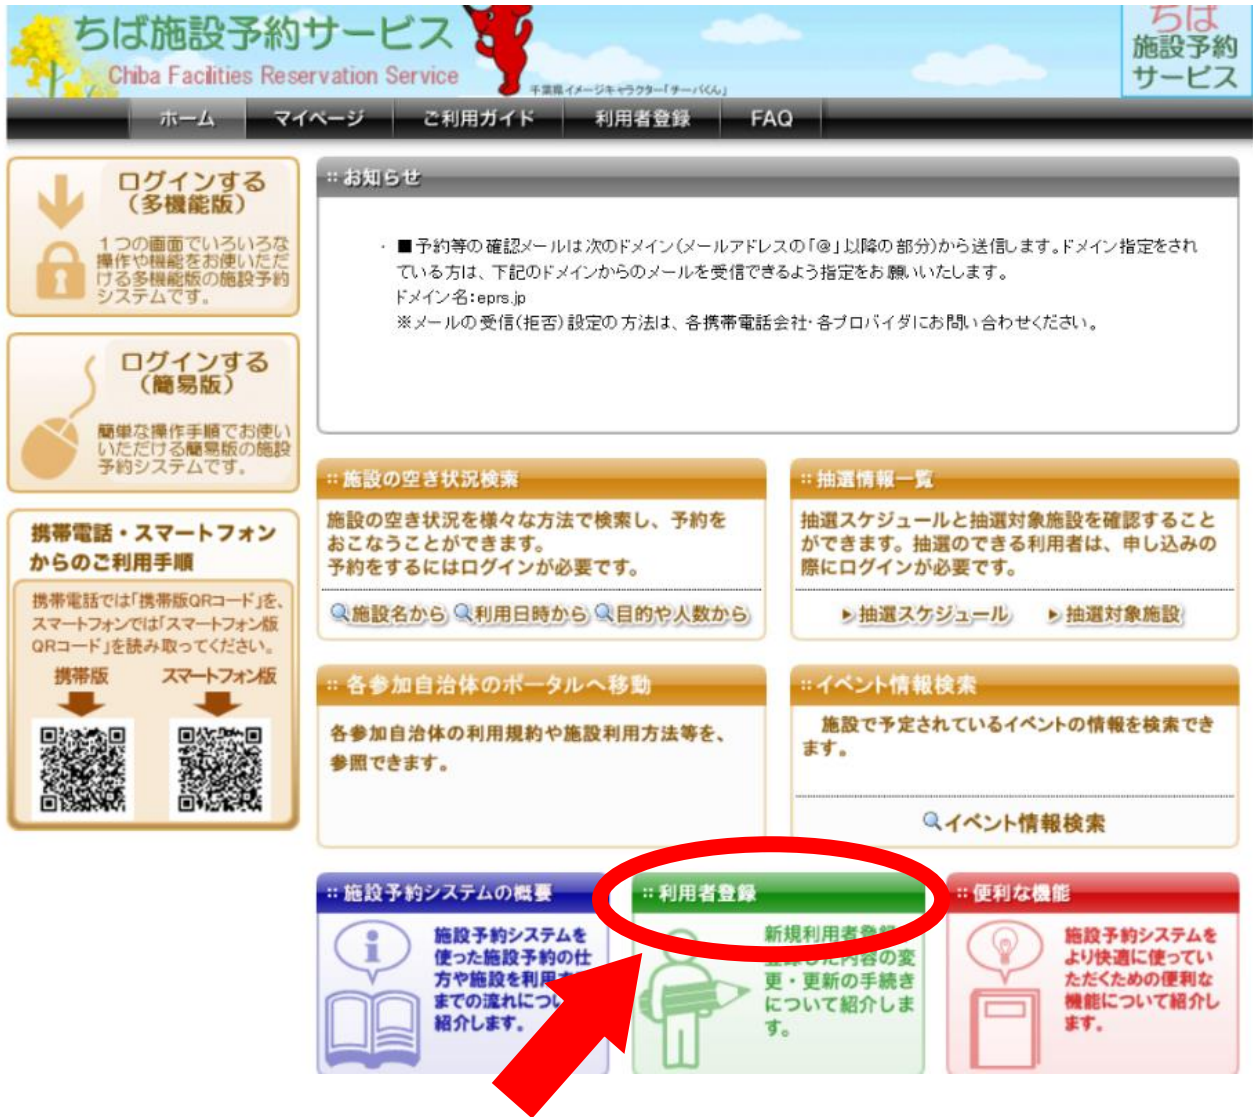 ちば施設予約サービス
Chiba Facilities Reservation Service
千葉県イメージキャラクター「チーバくん」
ちば
施設予約
サービス
ホーム マイページ ご利用ガイド 利用者登録 FAQ
ログインする
（多機能版）
１つの画面でいろいろな
操作や機能をお使いいただ
ける多機能版の施設予約
システムです。
ログインする
（簡易版）
簡単な操作手順でお使い
いただける簡易版の施設
予約システムです。
携帯電話・スマートフォン
からのご利用手順
携帯電話では「携帯版QRコード」を、
スマートフォンでは「スマートフォン版
QRコード」を読み取ってください。
携帯版 スマートフォン版
お知らせ
・ ■予約等の確認メールは次のドメイン(メールアドレスの「@」以降の部分)から送信します。ドメイン指定をされ
ている方は、下記のドメインからのメールを受信できるよう指定をお願いいたします。
ドメイン名:eprs.jp
※メールの受信(拒否)設定の方法は、各携帯電話会社・各プロバイダにお問い合わせください。
施設の空き状況検索
施設の空き状況を様々な方法で検索し、予約を
おこなうことができます。
予約をするにはログインが必要です。
施設名から 利用日時から 目的や人数から
抽選情報一覧
抽選スケジュールと抽選対象施設を確認すること
ができます。抽選のできる利用者は、申し込みの
際にログインが必要です。
抽選スケジュール 抽選対象施設
各参加自治体のポータルへ移動
各参加自治体の利用規約や施設利用方法等を、
参照できます。
イベント情報検索
施設で予定されているイベントの情報を検索でき
ます。
イベント情報検索
施設予約システムの概要
施設予約システムを
使った施設予約の仕
方や施設を利用
までの流れについ
紹介します。
利用者登録
新規利用者登録
登録した内容の変
更・更新の手続き
について紹介しま
す。
便利な機能
施設予約システムを
より快適に使ってい
ただくための便利な
機能について紹介し
ます。